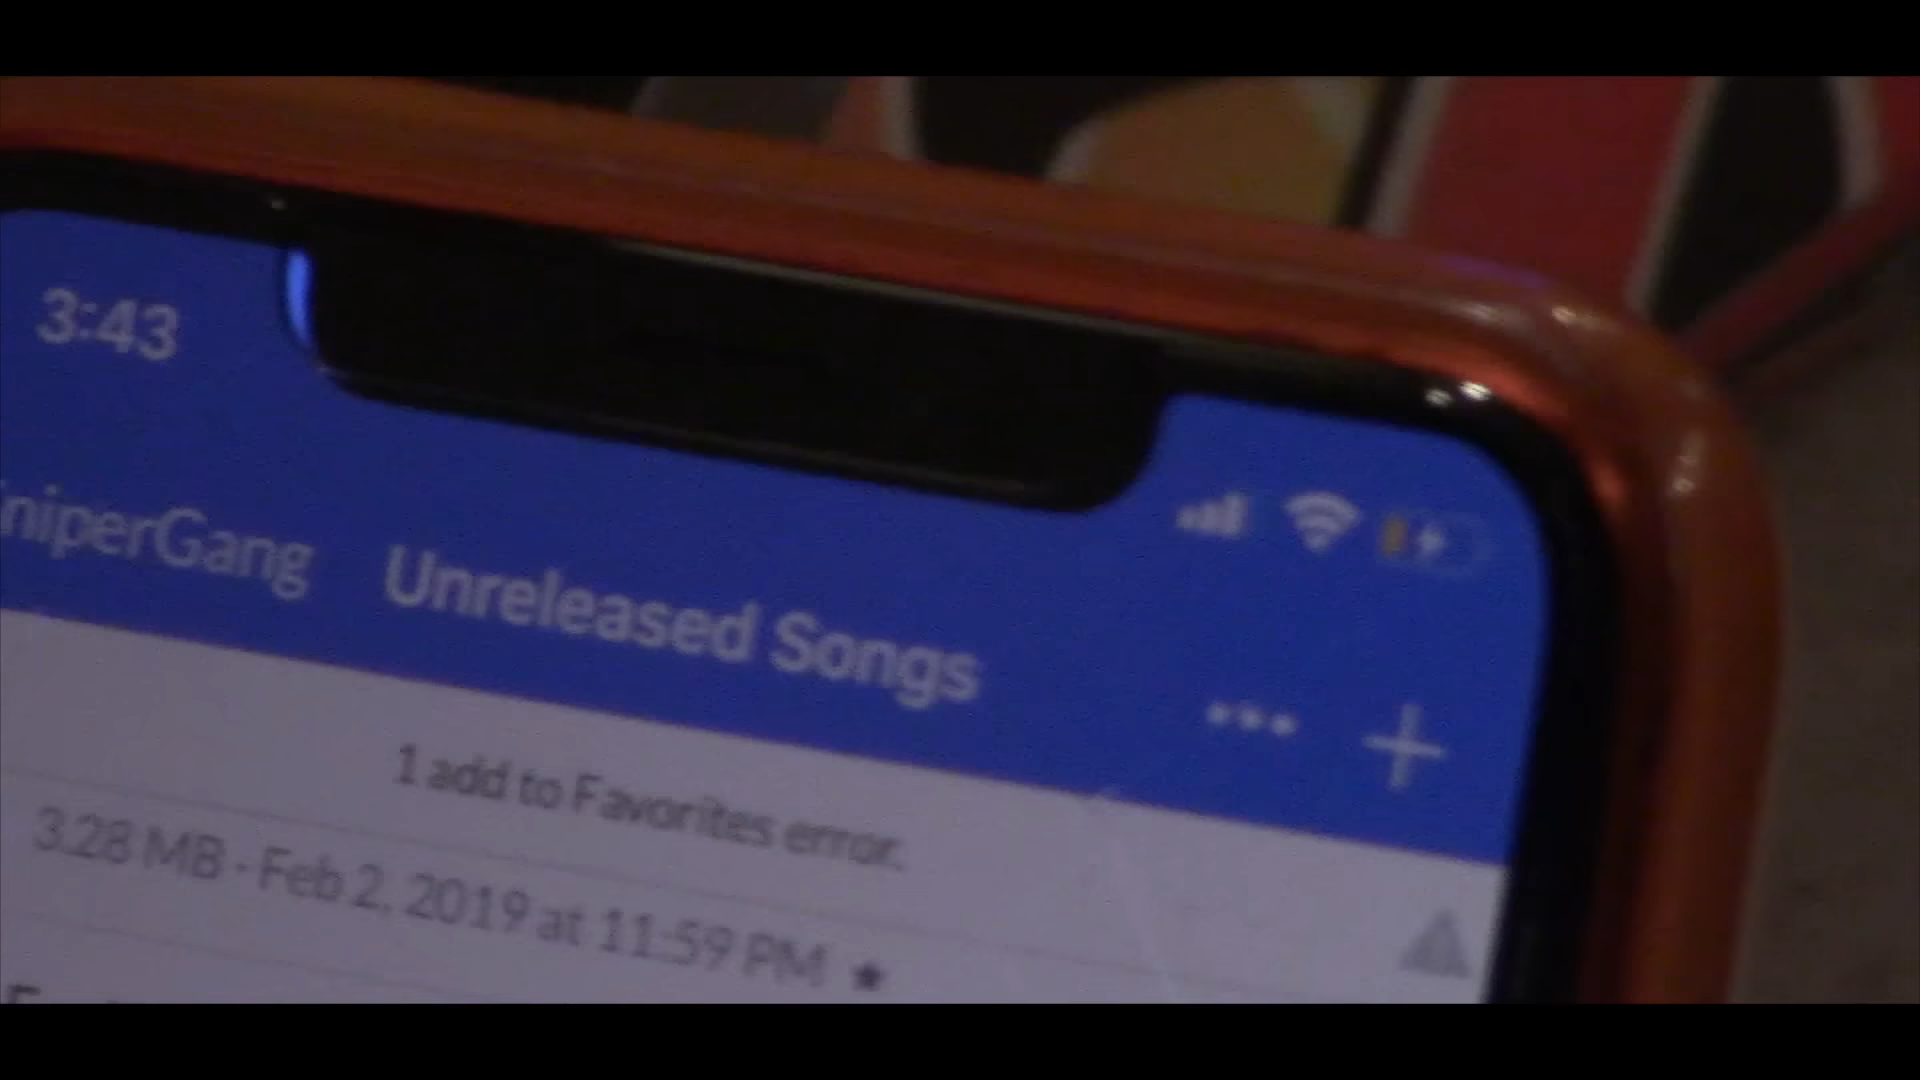 3:43
niperGang Unreleased Songs
1 add to Favorites error.
3.28 MB - Feb 2, 2019 at 11:59 PM ★